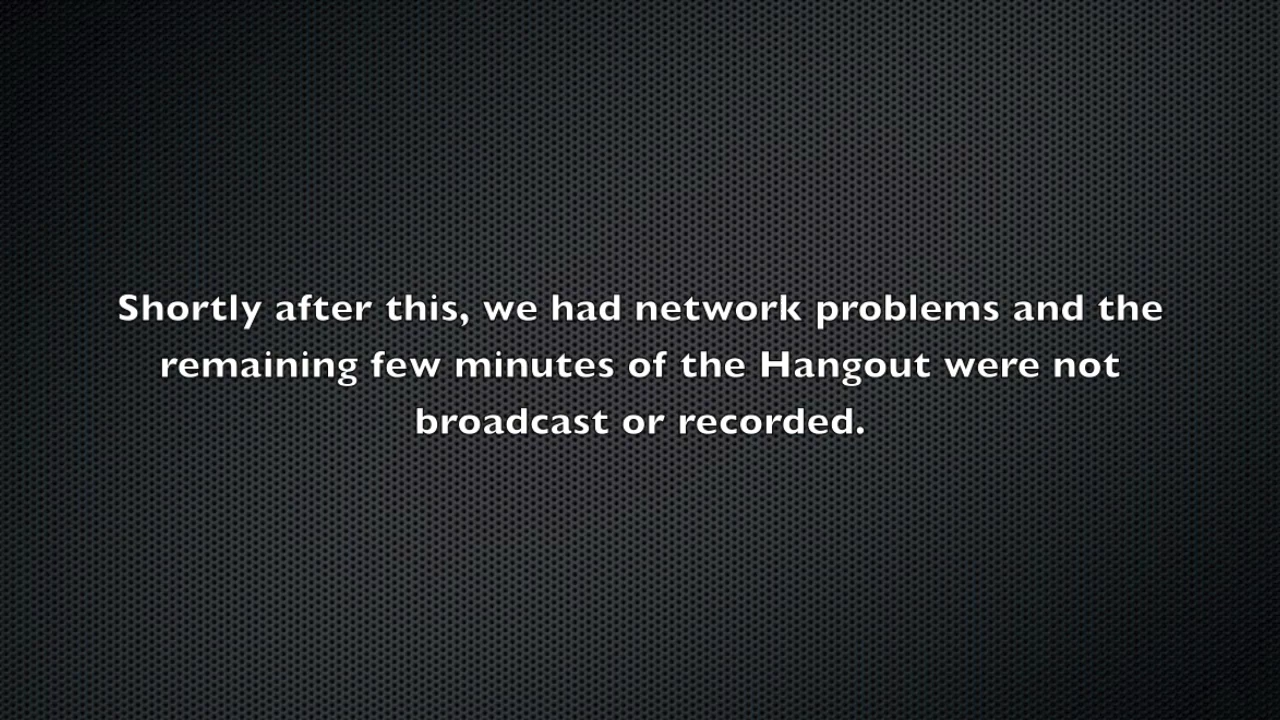 Shortly after this, we had network problems and the
remaining few minutes of the Hangout were not
broadcast or recorded.